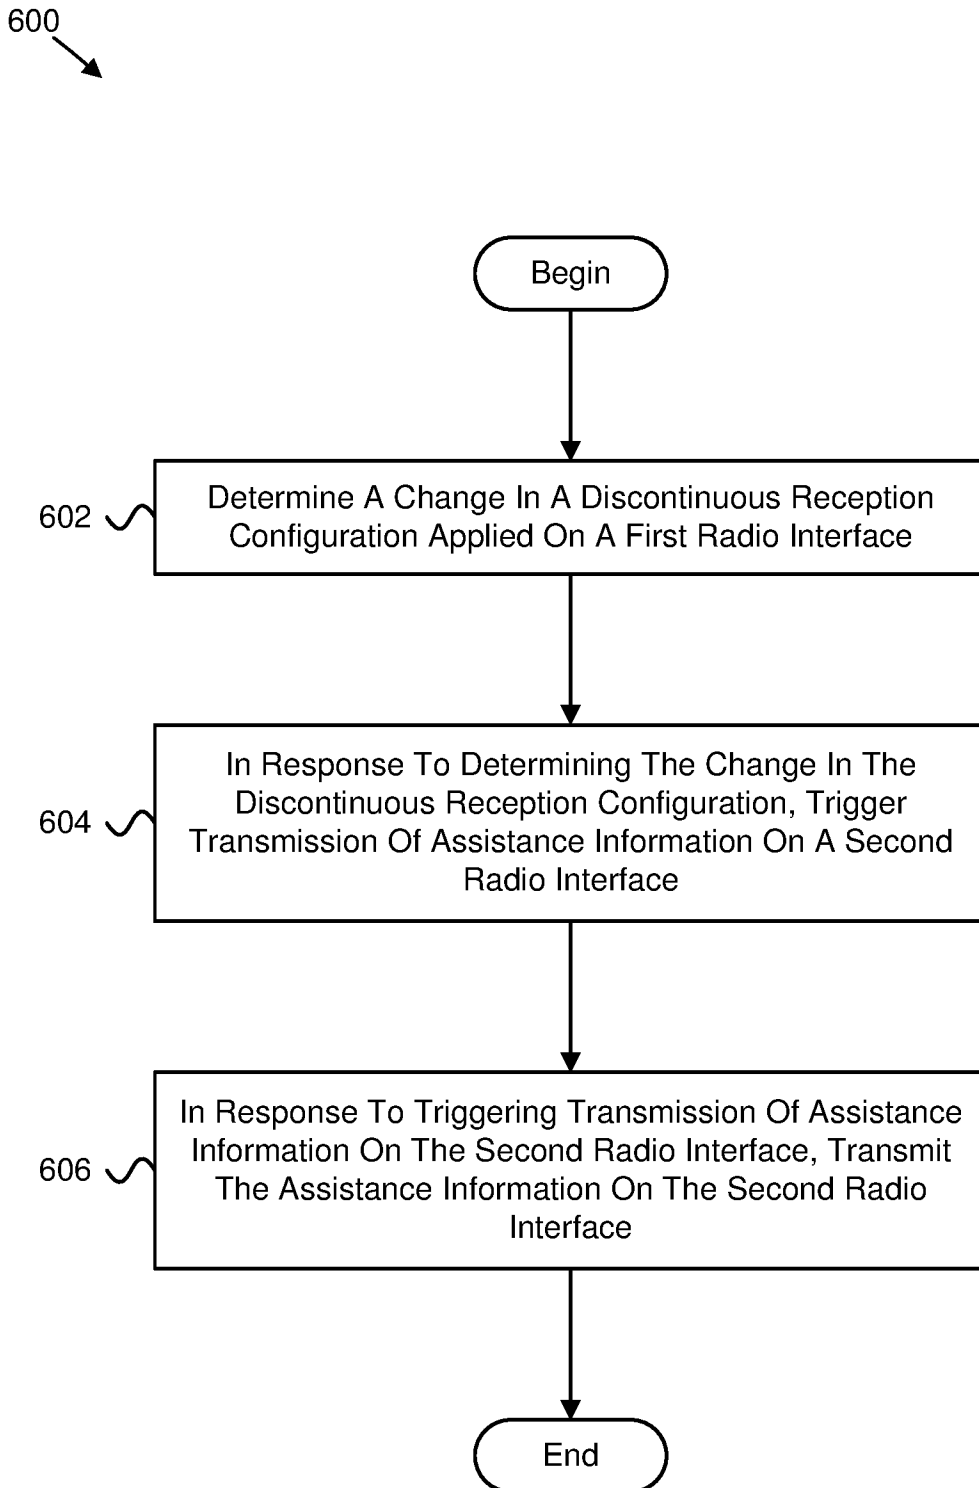 600
Begin
602
Determine A Change In A Discontinuous Reception
Configuration Applied On A First Radio Interface
604
In Response To Determining The Change In The
Discontinuous Reception Configuration, Trigger
Transmission Of Assistance Information On A Second
Radio Interface
606
In Response To Triggering Transmission Of Assistance
Information On The Second Radio Interface, Transmit
The Assistance Information On The Second Radio
Interface
End